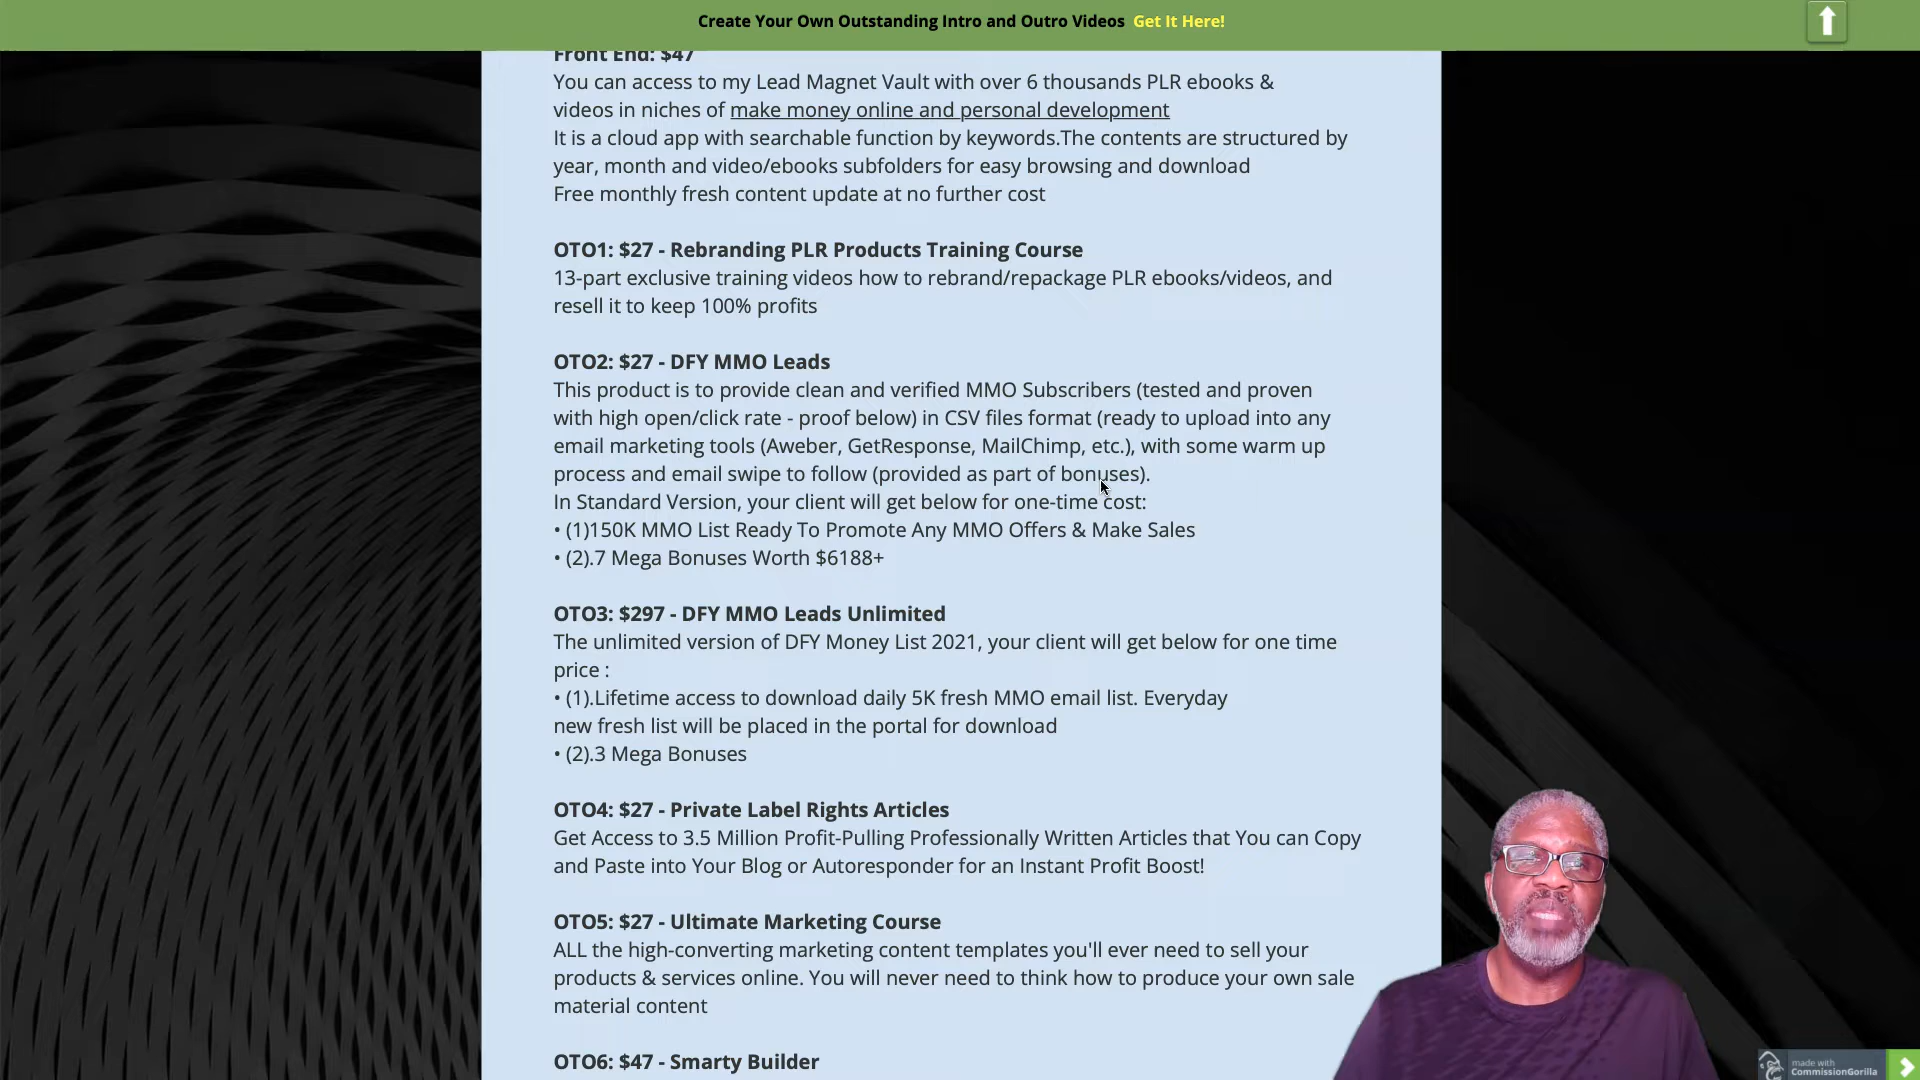 Create Your Own Outstanding Intro and Outro Videos Get It Here!
Front End: $47
You can access to my Lead Magnet Vault with over 6 thousands PLR ebooks &
videos in niches of make money online and personal development
It is a cloud app with searchable function by keywords.The contents are structured by
year, month and video/ebooks subfolders for easy browsing and download
Free monthly fresh content update at no further cost
OTO1: $27 - Rebranding PLR Products Training Course
13-part exclusive training videos how to rebrand/repackage PLR ebooks/videos, and
resell it to keep 100% profits
OTO2: $27 - DFY MMO Leads
This product is to provide clean and verified MMO Subscribers (tested and proven
with high open/click rate - proof below) in CSV files format (ready to upload into any
email marketing tools (Aweber, GetResponse, MailChimp, etc.), with some warm up
process and email swipe to follow (provided as part of bonuses).
In Standard Version, your client will get below for one-time cost:
• (1)150K MMO List Ready To Promote Any MMO Offers & Make Sales
• (2).7 Mega Bonuses Worth $6188+
OTO3: $297 - DFY MMO Leads Unlimited
The unlimited version of DFY Money List 2021, your client will get below for one time
price :
• (1).Lifetime access to download daily 5K fresh MMO email list. Everyday
new fresh list will be placed in the portal for download
• (2).3 Mega Bonuses
OTO4: $27 - Private Label Rights Articles
Get Access to 3.5 Million Profit-Pulling Professionally Written Articles that You can Copy
and Paste into Your Blog or Autoresponder for an Instant Profit Boost!
OTO5: $27 - Ultimate Marketing Course
ALL the high-converting marketing content templates you'll ever need to sell your
products & services online. You will never need to think how to produce your own sale
material content
OTO6: $47 - Smarty Builder
made with
CommissionGorilla